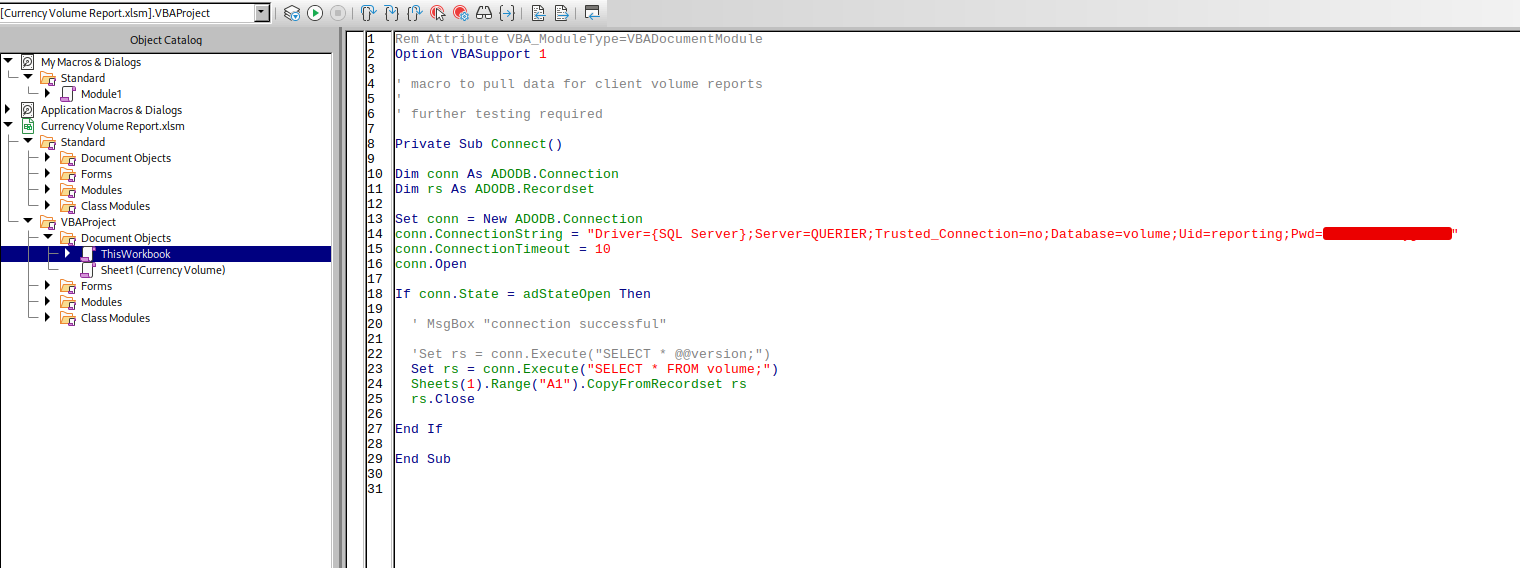 [Currency Volume Report.xlsm].VBAProject
Object Catalog
My Macros & Dialogs
Standard
Module1
Application Macros & Dialogs
Currency Volume Report.xlsm
Standard
Document Objects
Forms
Modules
Class Modules
VBAProject
Document Objects
ThisWorkbook
Sheet1 (Currency Volume)
Forms
Modules
Class Modules
1 Rem Attribute VBA_ModuleType=VBADocumentModule
2 Option VBASupport 1
3
4 ' macro to pull data for client volume reports
5 '
6 ' further testing required
7
8 Private Sub Connect()
9
10 Dim conn As ADODB.Connection
11 Dim rs As ADODB.Recordset
12
13 Set conn = New ADODB.Connection
14 conn.ConnectionString = "Driver={SQL Server};Server=QUERIER;Trusted_Connection=no;Database=volume;Uid=reporting;Pwd="
15 conn.ConnectionTimeout = 10
16 conn.Open
17
18 If conn.State = adStateOpen Then
19
20 ' MsgBox "connection successful"
21
22 'Set rs = conn.Execute("SELECT * @@version;")
23 Set rs = conn.Execute("SELECT * FROM volume;")
24 Sheets(1).Range("A1").CopyFromRecordset rs
25 rs.Close
26
27 End If
28
29 End Sub
30
31